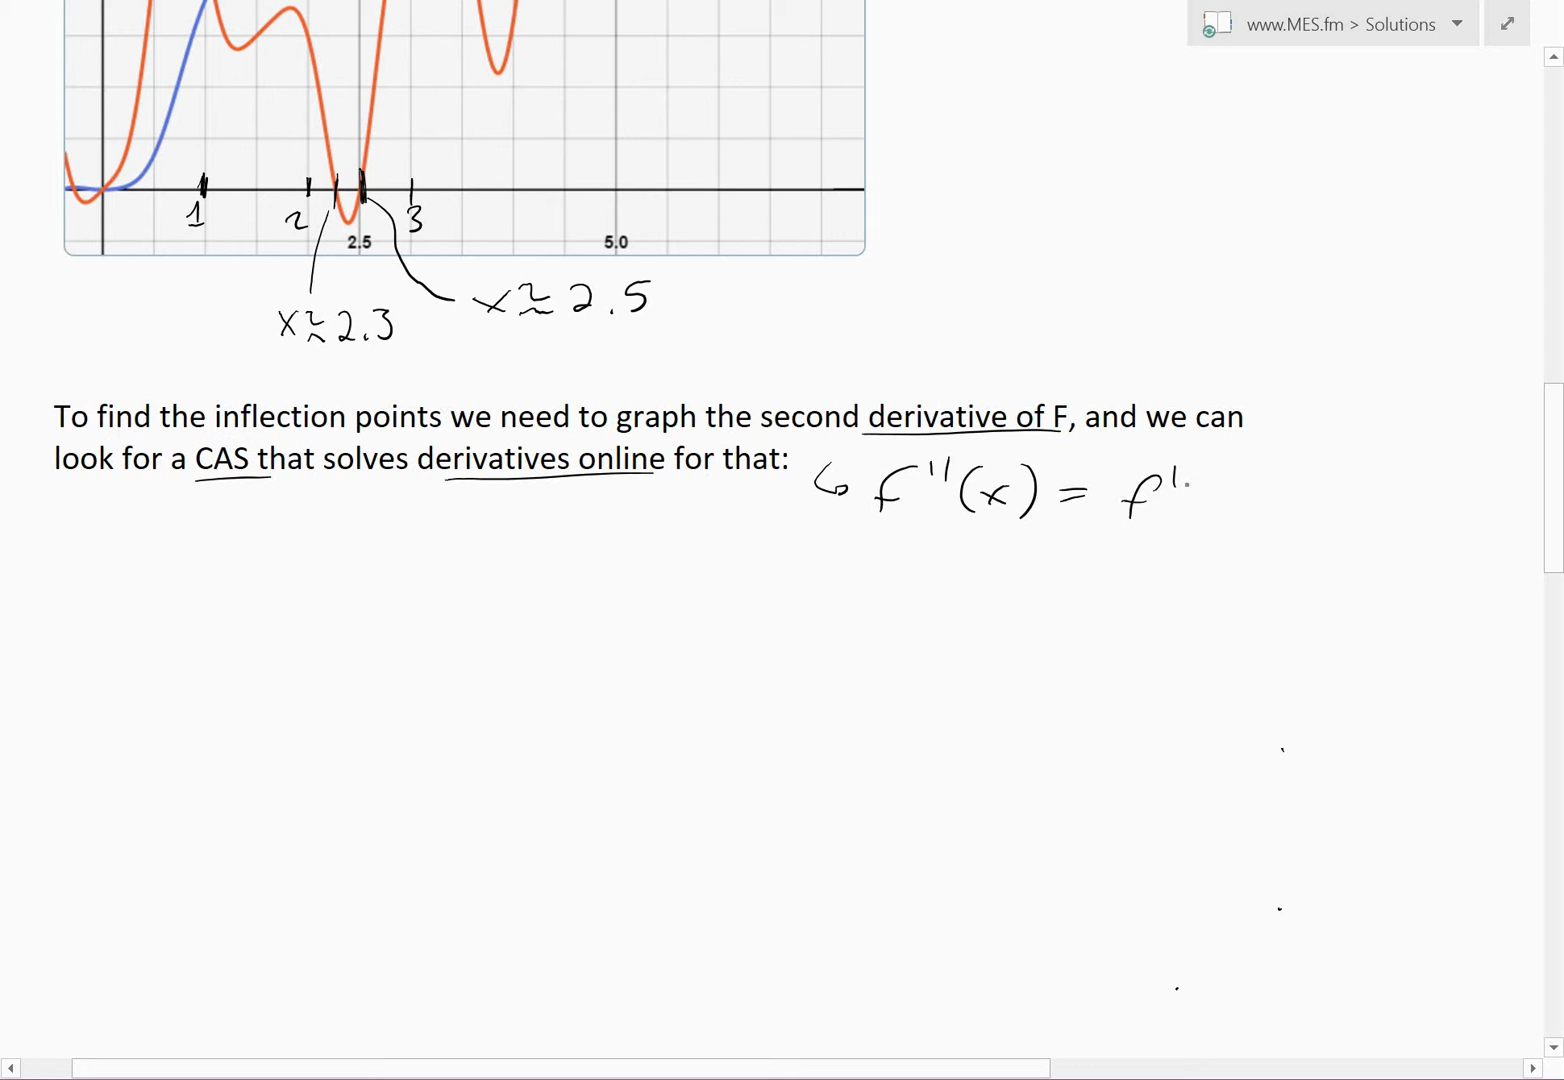 www.MES.fm > Solutions
1
2
3
2.5
5.0
x ≈ 2.5
x ≈ 2.3
To find the inflection points we need to graph the second derivative of F, and we can
look for a CAS that solves derivatives online for that:
↪ f''(x) = f'